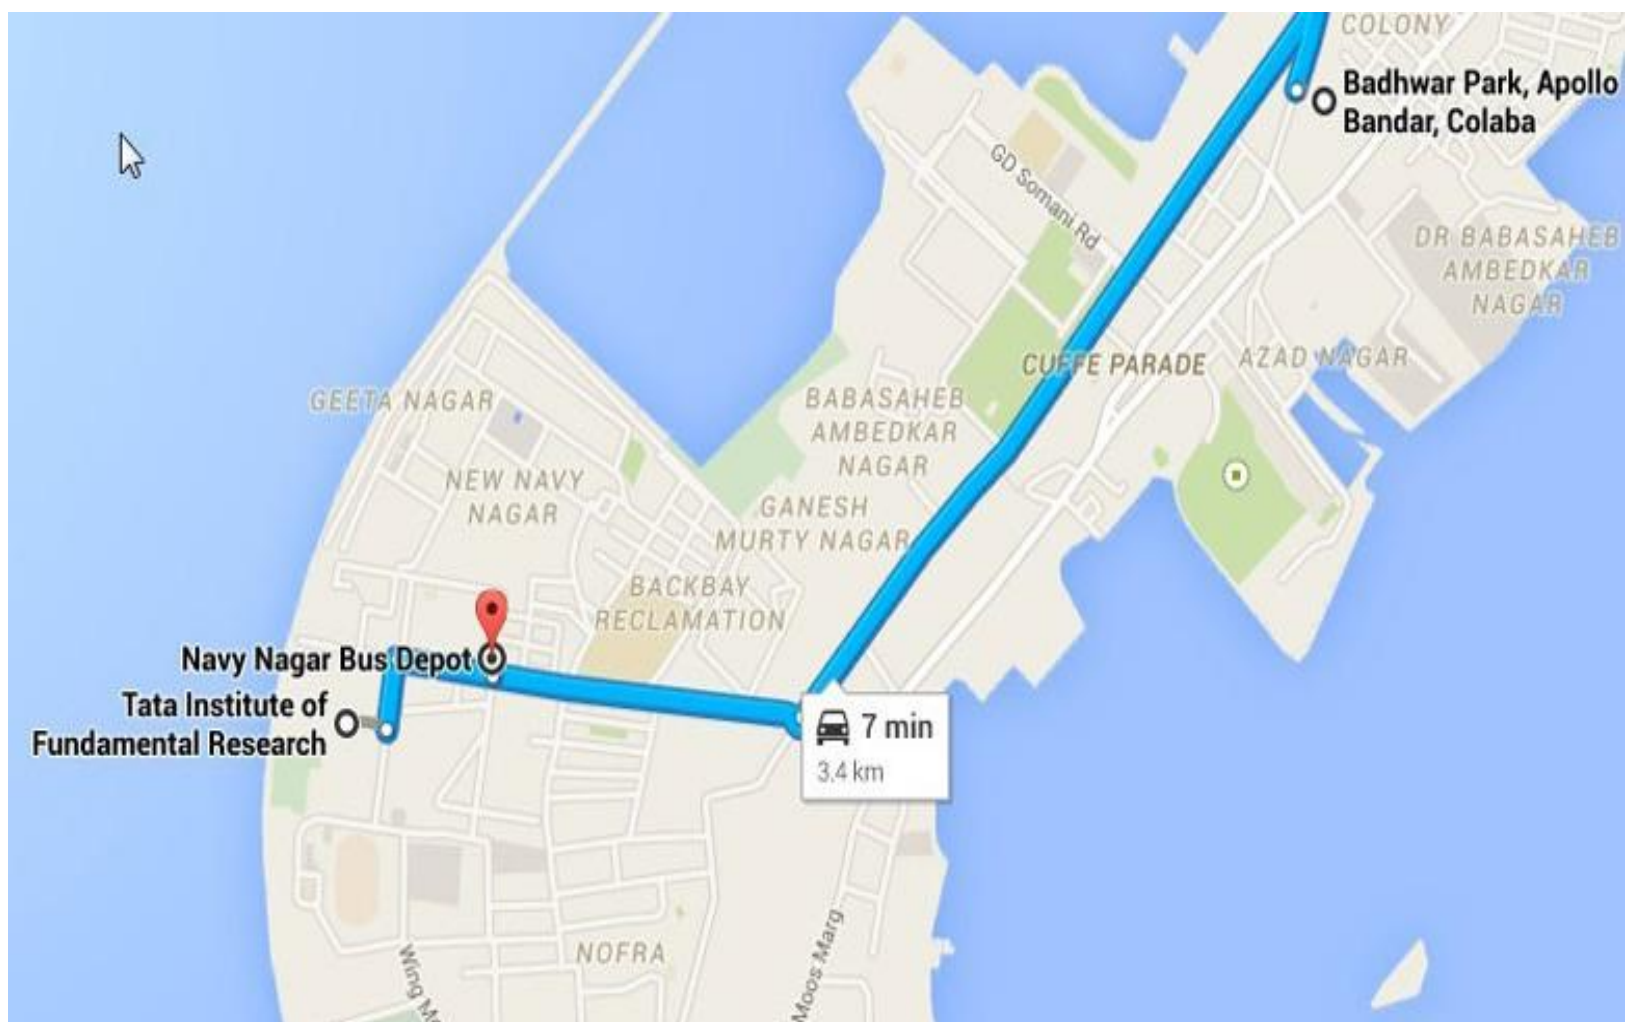 COLONY
Badhwar Park, Apollo
Bandar, Colaba
GD Somani Rd
DR BABASAHEB
AMBEDKAR
NAGAR
CUFFE PARADE
AZAD NAGAR
GEETA NAGAR
BABASAHEB
AMBEDKAR
NAGAR
NEW NAVY
NAGAR
GANESH
MURTY NAGAR
BACKBAY
RECLAMATION
Navy Nagar Bus Depot
Tata Institute of
Fundamental Research
7 min
3.4 km
NOFRA
Wing
Moos Marg